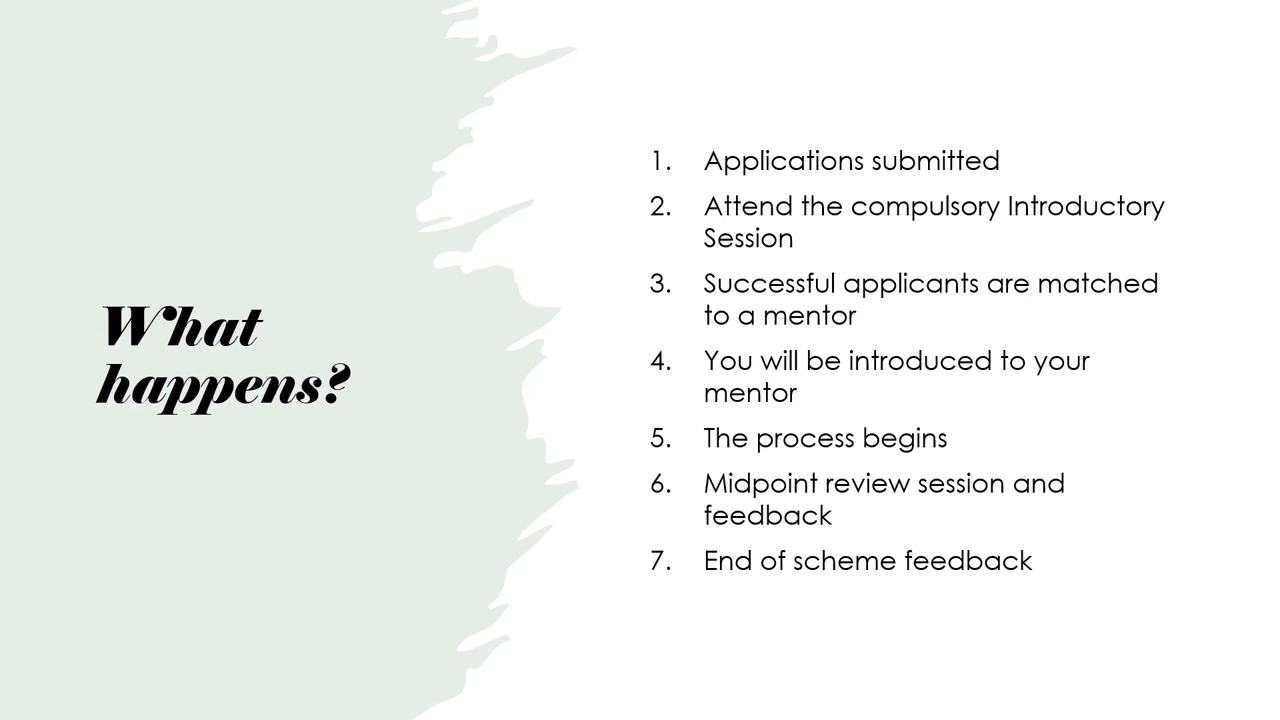 What
happens?
1. Applications submitted
2. Attend the compulsory Introductory
Session
3. Successful applicants are matched
to a mentor
4. You will be introduced to your
mentor
5. The process begins
6. Midpoint review session and
feedback
7. End of scheme feedback